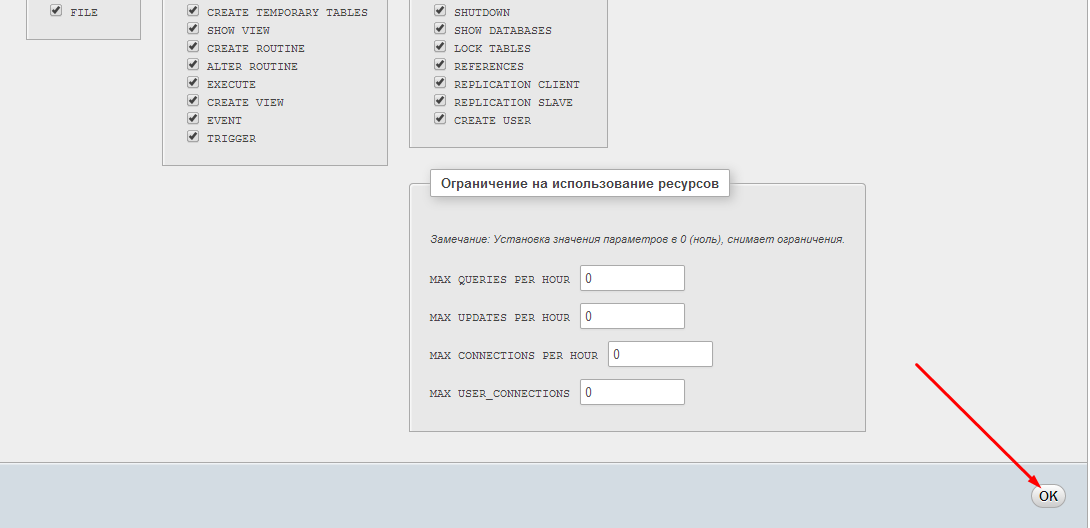 FILE
CREATE TEMPORARY TABLES
SHOW VIEW
CREATE ROUTINE
ALTER ROUTINE
EXECUTE
CREATE VIEW
EVENT
TRIGGER
SHUTDOWN
SHOW DATABASES
LOCK TABLES
REFERENCES
REPLICATION CLIENT
REPLICATION SLAVE
CREATE USER
Ограничение на использование ресурсов
Замечание: Установка значения параметров в 0 (ноль), снимает ограничения.
MAX QUERIES PER HOUR 0
MAX UPDATES PER HOUR 0
MAX CONNECTIONS PER HOUR 0
MAX USER_CONNECTIONS 0
OK